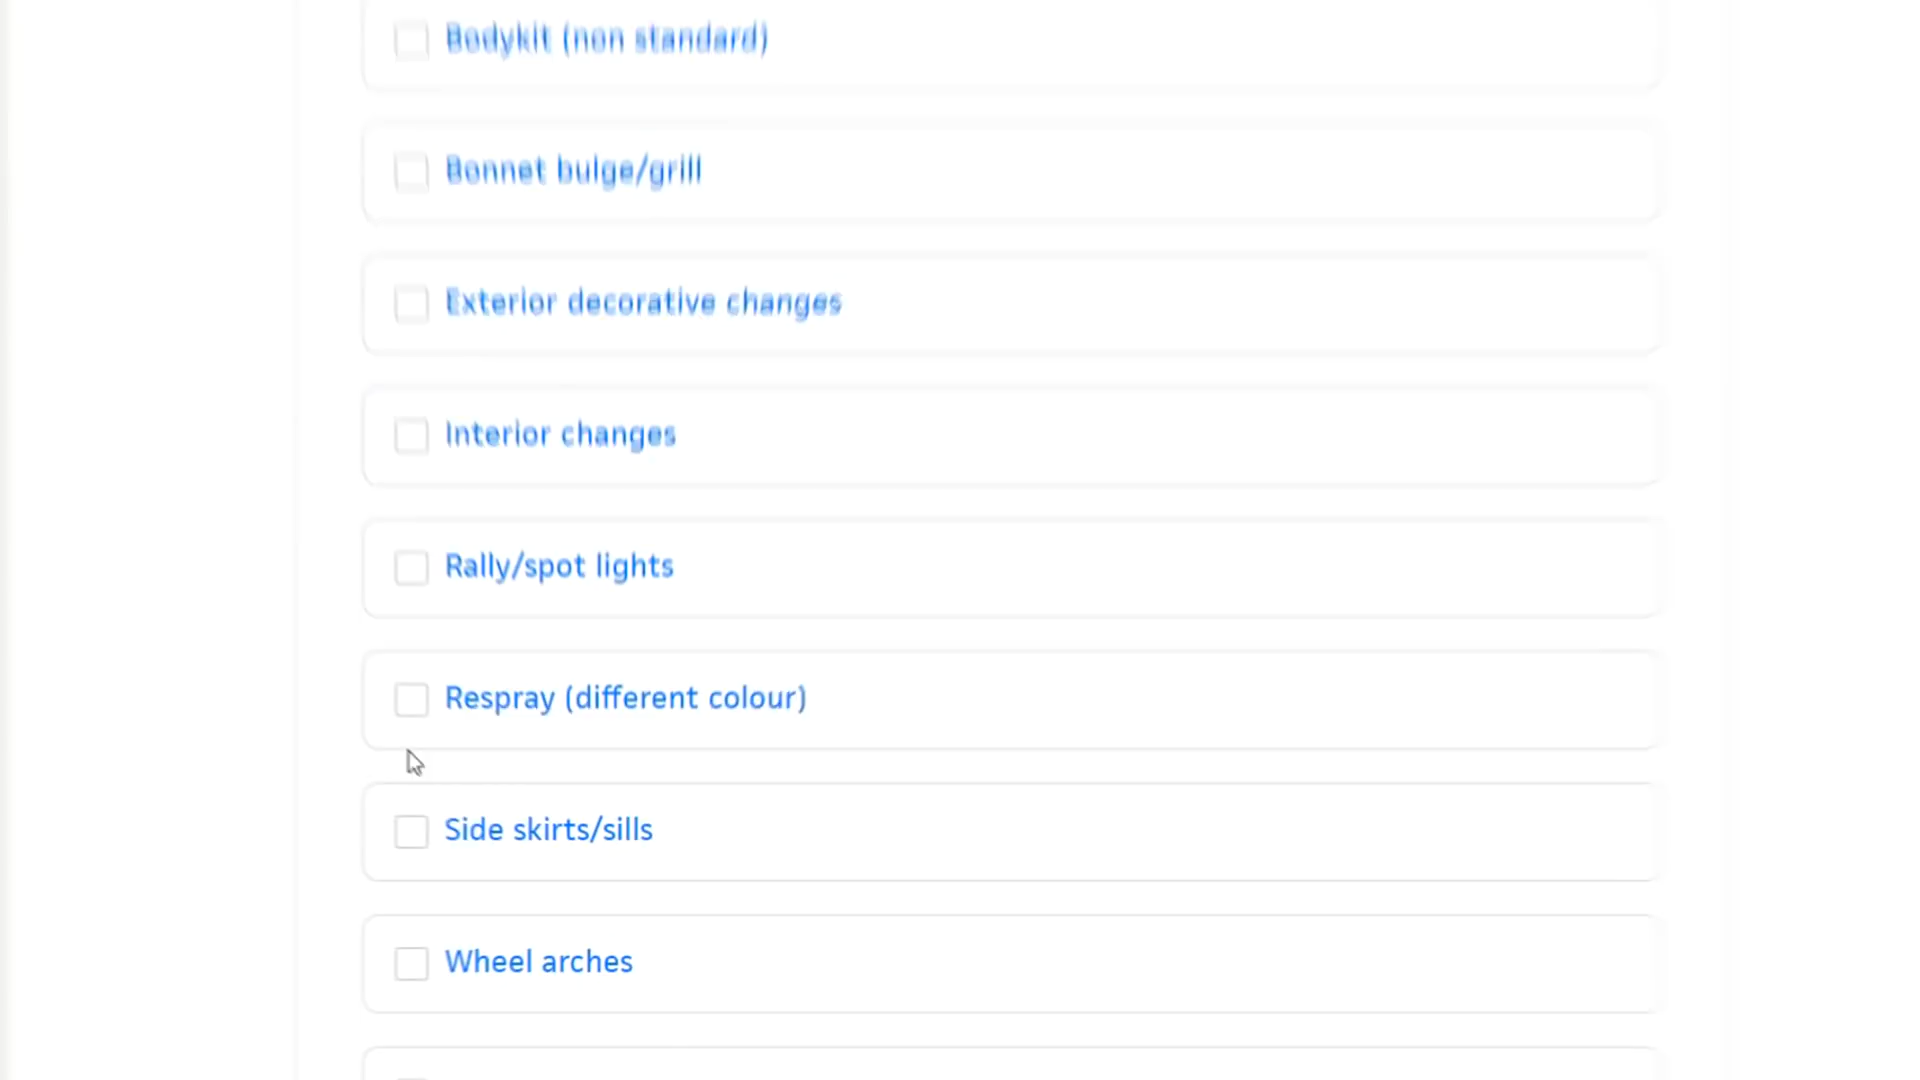 Bodykit (non standard)
Bonnet bulge/grill
Exterior decorative changes
Interior changes
Rally/spot lights
Respray (different colour)
Side skirts/sills
Wheel arches